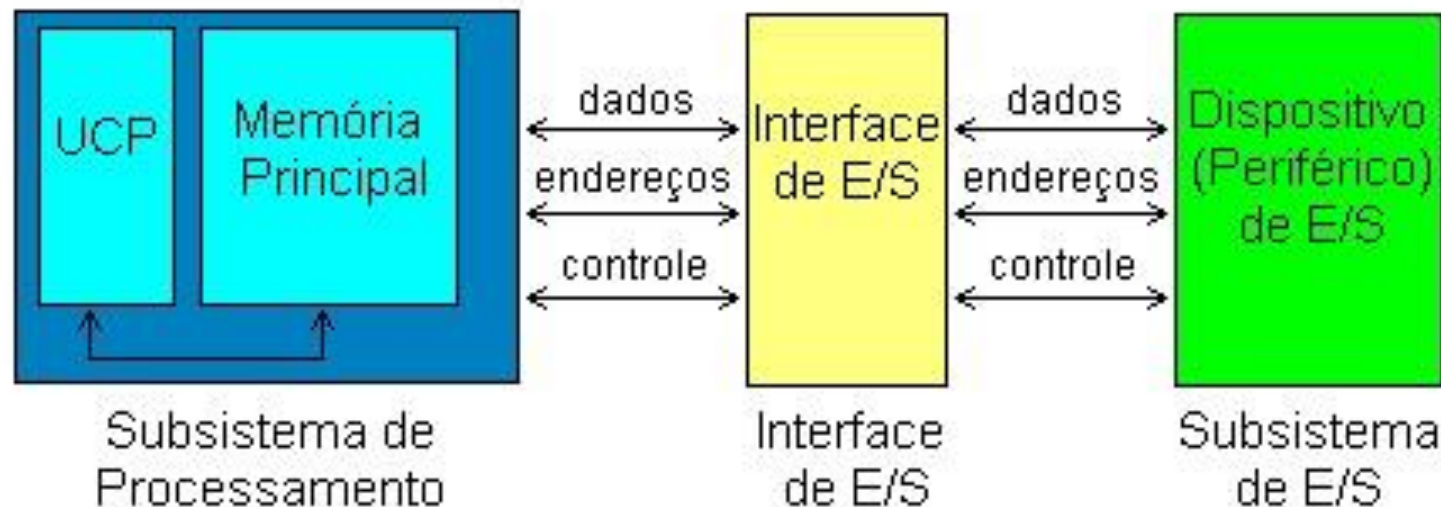 UCP
Memória
Principal
dados
endereços
controle
Interface
de E/S
dados
endereços
controle
Dispositivo
(Periférico)
de E/S
Subsistema de
Processamento
Interface
de E/S
Subsistema
de E/S